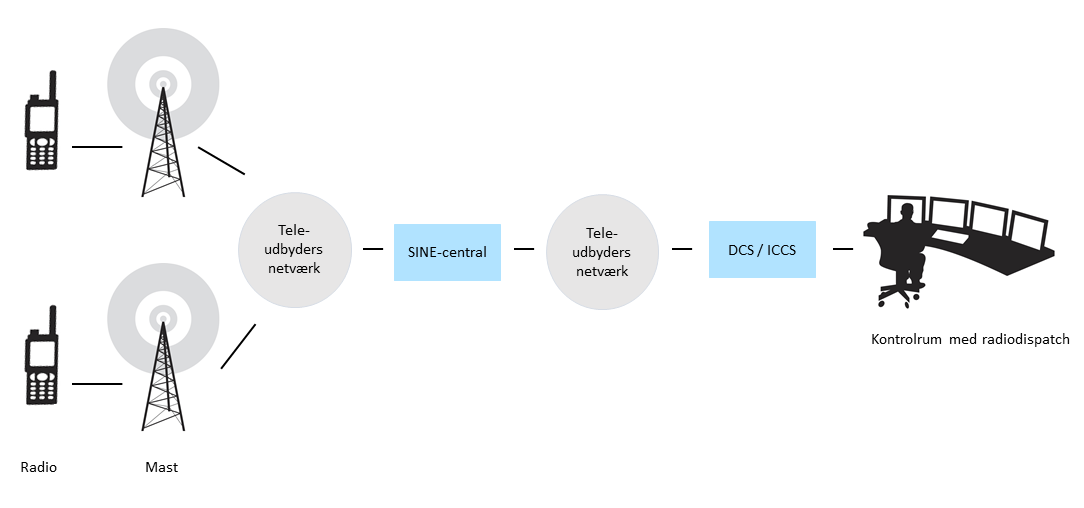 Tele-
udbyders
netværk
SINE-central
Tele-
udbyders
netværk
DCS / ICCS
Kontrolrum med radiodispatch
Radio
Mast